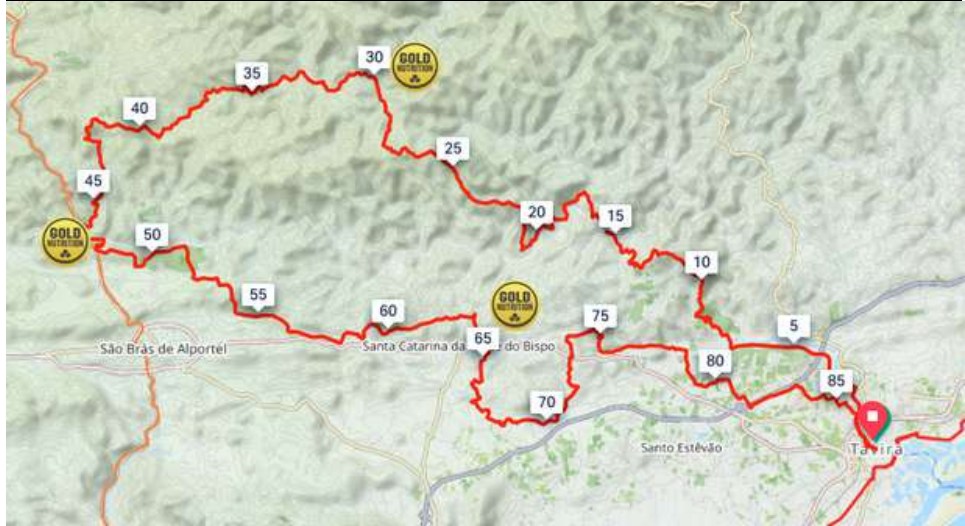 30
GOLD
NUTRITION
35
40
25
45
20
15
GOLD
NUTRITION
50
10
GOLD
NUTRITION
55
60
75
5
65
São Brás de Alportel
Santa Catarina da
do Bispo
80
85
70
Santo Estêvão
Tavira